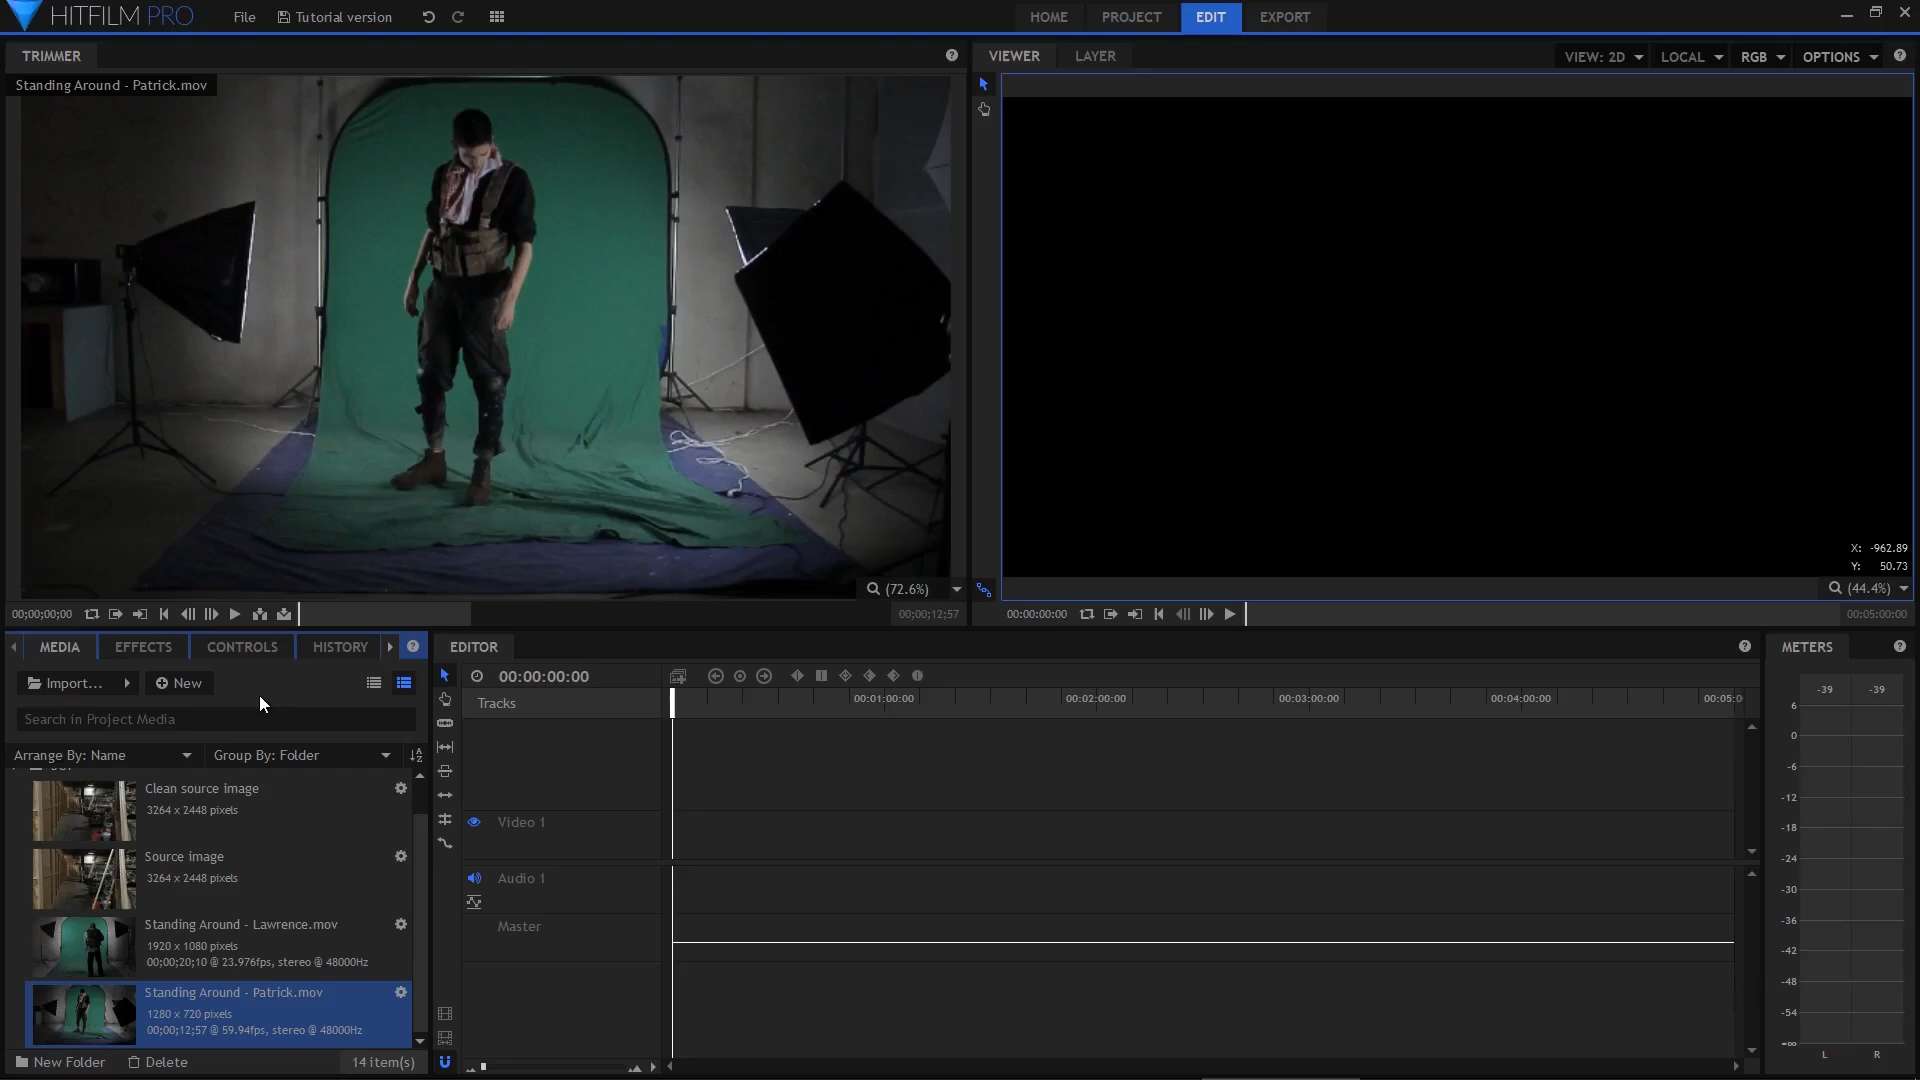 HITFILM PRO
File
Tutorial version
HOME
PROJECT
EDIT
EXPORT
TRIMMER
VIEWER
LAYER
VIEW: 2D
LOCAL
RGB
OPTIONS
Standing Around - Patrick.mov
X: -962.89
Y: 50.73
(72.6%)
(44.4%)
00;00;00;00
00;00;12;57
00:00:00:00
00:05:00:00
MEDIA
EFFECTS
CONTROLS
HISTORY
EDITOR
METERS
Import...
New
00:00:00:00
-39
-39
Tracks
00:01:00:00
00:02:00:00
00:03:00:00
00:04:00:00
00:05:0
Search in Project Media
Arrange By: Name
Group By: Folder
Clean source image
3264 x 2448 pixels
Source image
3264 x 2448 pixels
Standing Around - Lawrence.mov
1920 x 1080 pixels
00;00;20;10 @ 23.976fps, stereo @ 48000Hz
Standing Around - Patrick.mov
1280 x 720 pixels
00;00;12;57 @ 59.94fps, stereo @ 48000Hz
New Folder
Delete
14 item(s)
Video 1
Audio 1
Master
6
0
-6
-12
-18
-24
-30
-36
-42
-48
-54
-∞
L
R